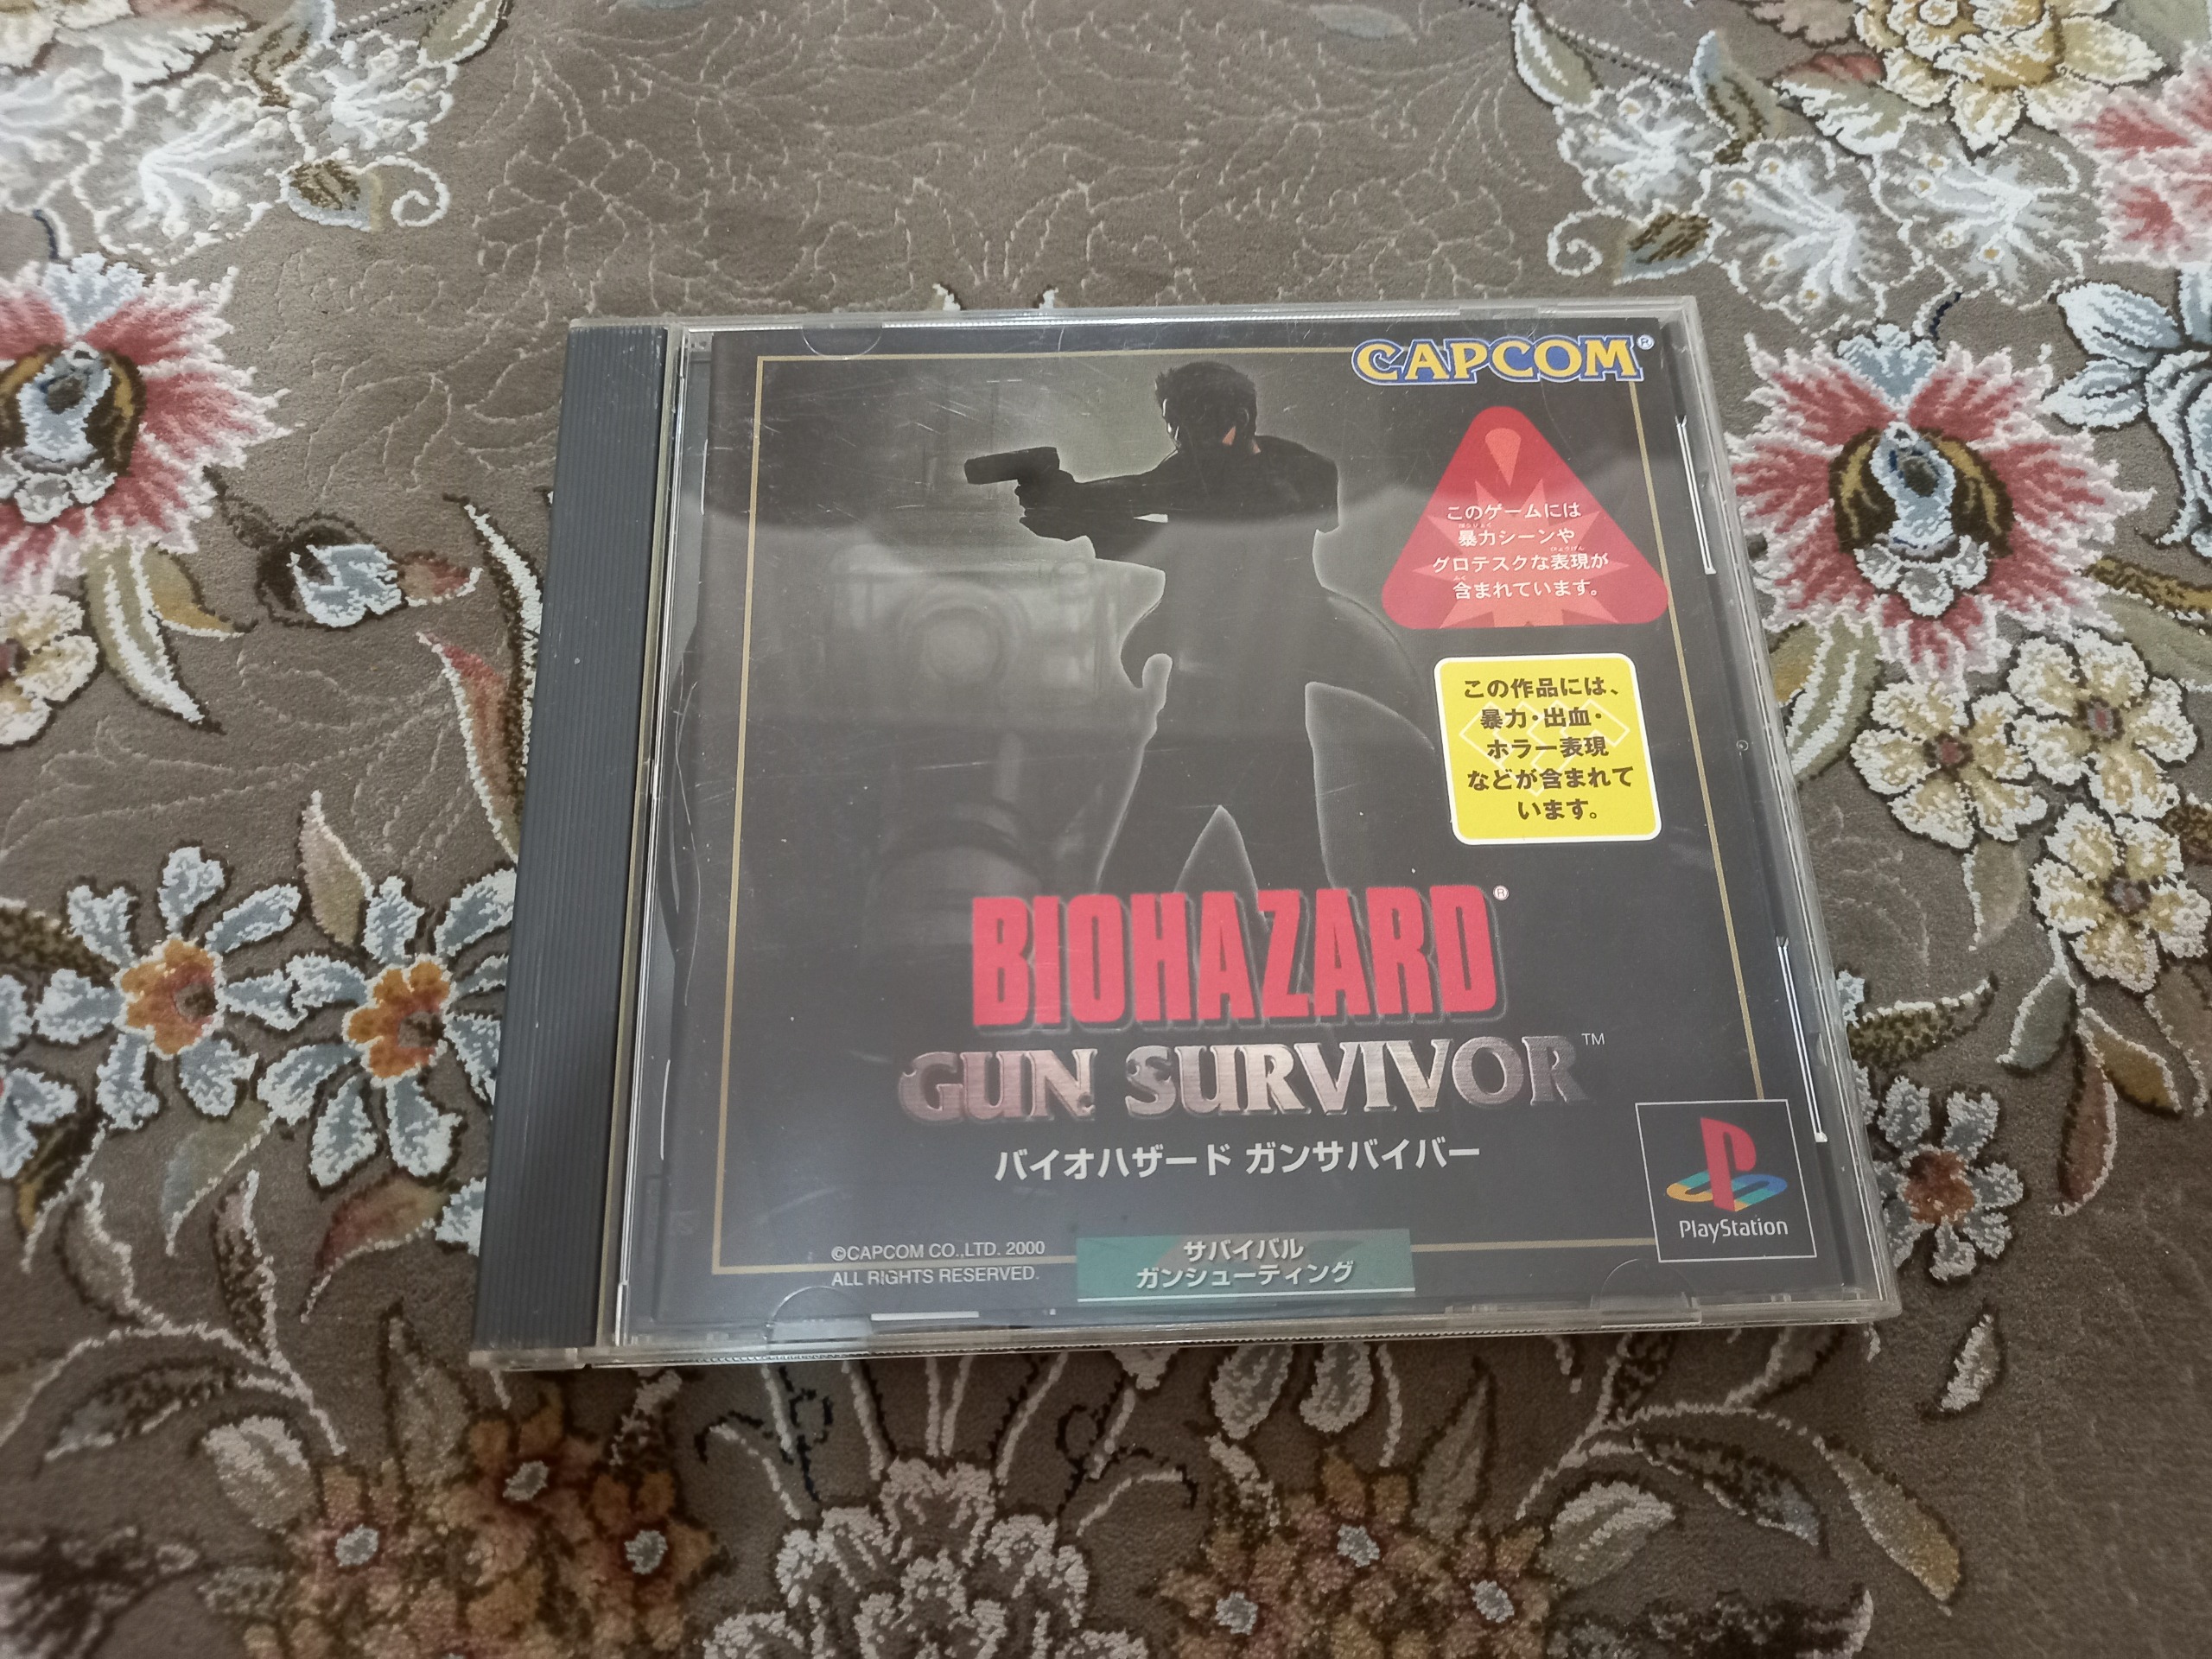 CAPCOM®
このゲームには
暴力シーンや
グロテスクな表現が
含まれています。
この作品には、
暴力・出血・
ホラー表現
などが含まれて
います。
BIOHAZARD®
GUN SURVIVOR™
バイオハザード ガンサバイバー
PlayStation
©CAPCOM CO.,LTD. 2000
ALL RIGHTS RESERVED.
サバイバル
ガンシューティング